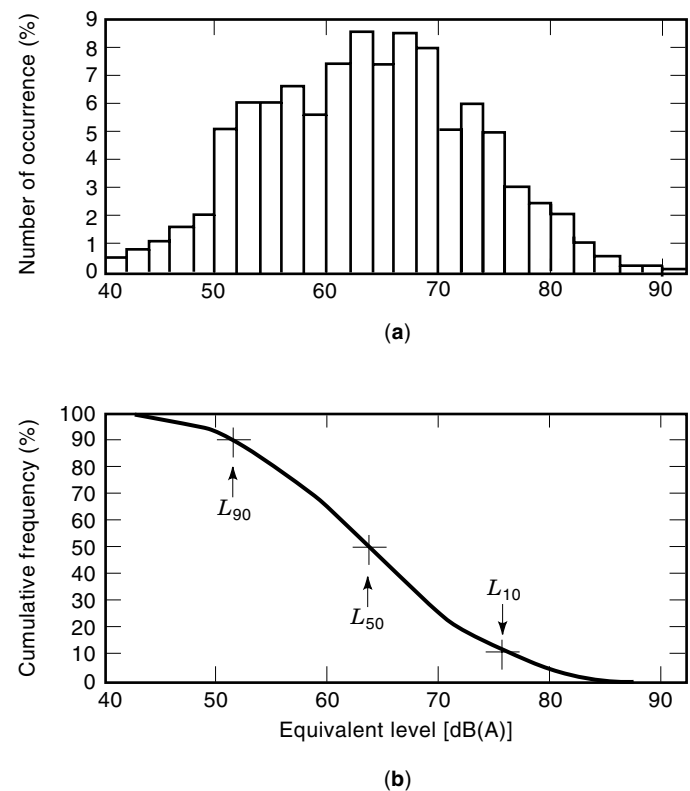 Number of occurrence (%)
9
8
7
6
5
4
3
2
1
0
40 50 60 70 80 90
(a)
Cumulative frequency (%)
100
90
80
70
60
50
40
30
20
10
0
L90
L50
L10
40 50 60 70 80 90
Equivalent level [dB(A)]
(b)